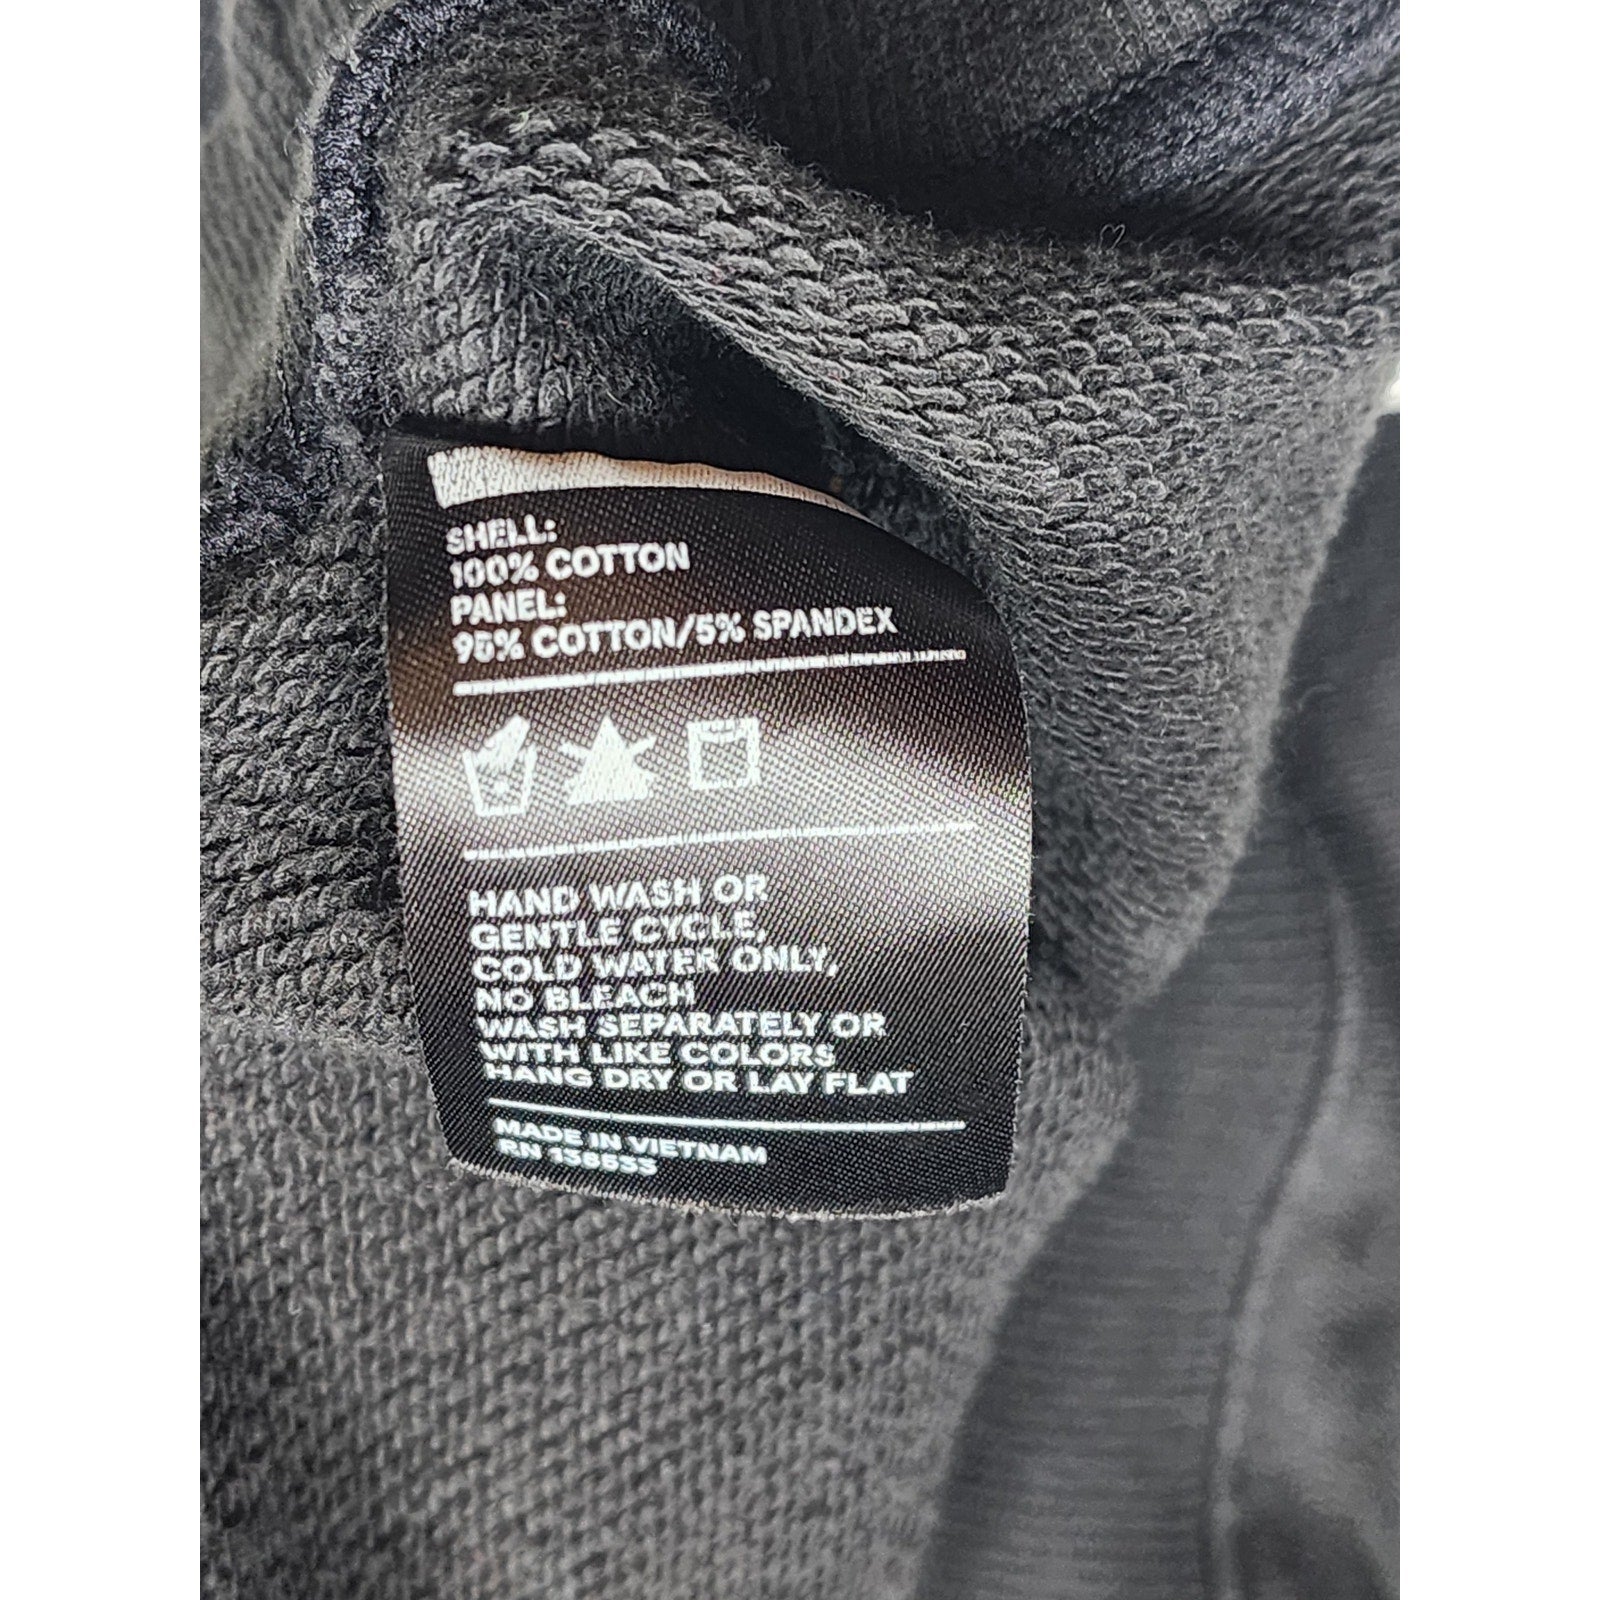 SHELL:
100% COTTON
PANEL:
95% COTTON/5% SPANDEX
HAND WASH OR
GENTLE CYCLE,
COLD WATER ONLY,
NO BLEACH
WASH SEPARATELY OR
WITH LIKE COLORS
HANG DRY OR LAY FLAT
MADE IN VIETNAM
RN